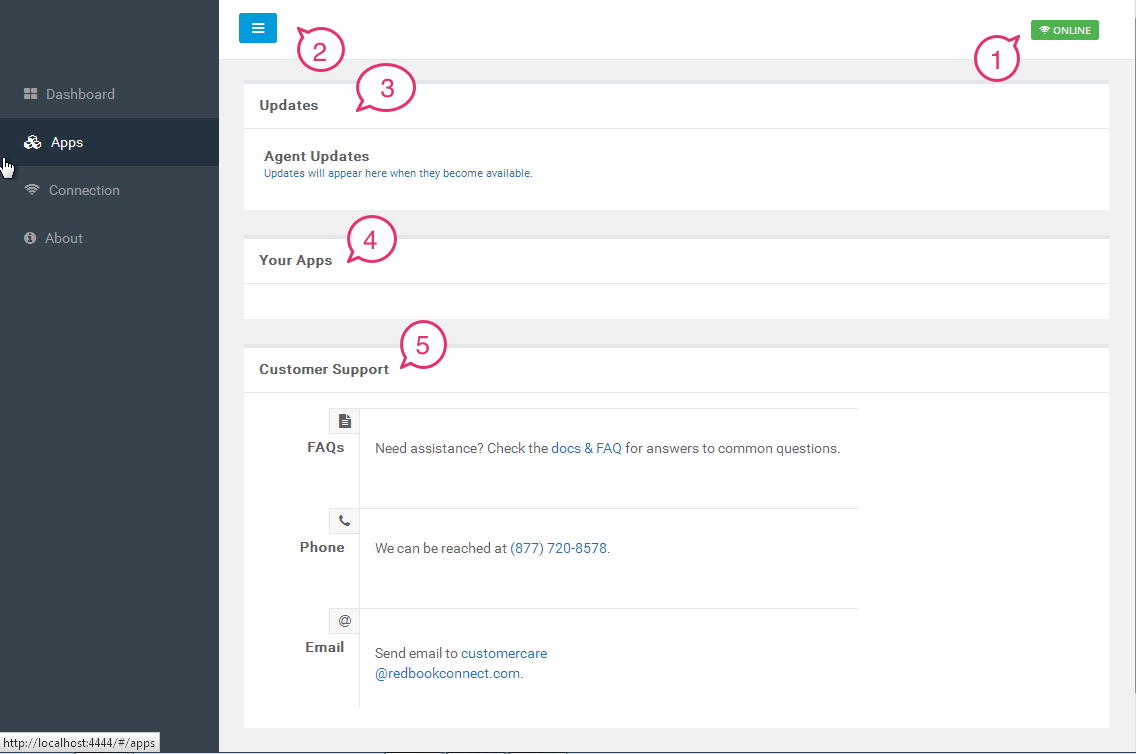 ONLINE
1
2
3
Dashboard
Apps
Connection
About
Updates
Agent Updates
Updates will appear here when they become available.
4
Your Apps
5
Customer Support
FAQs
Need assistance? Check the docs & FAQ for answers to common questions.
Phone
We can be reached at (877) 720-8578.
@
Email
Send email to customercare
@redbookconnect.com.
http://localhost:4444/#/apps